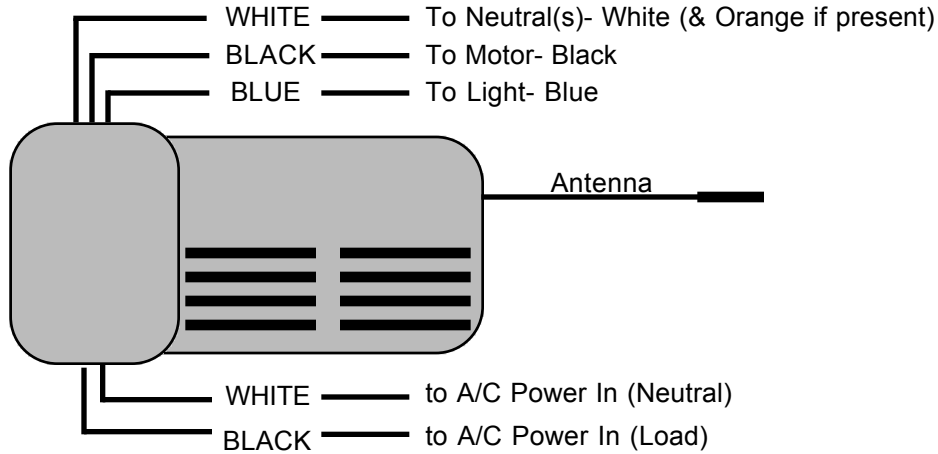 WHITE To Neutral(s)- White (& Orange if present)
BLACK To Motor- Black
BLUE To Light- Blue
Antenna
WHITE to A/C Power In (Neutral)
BLACK to A/C Power In (Load)